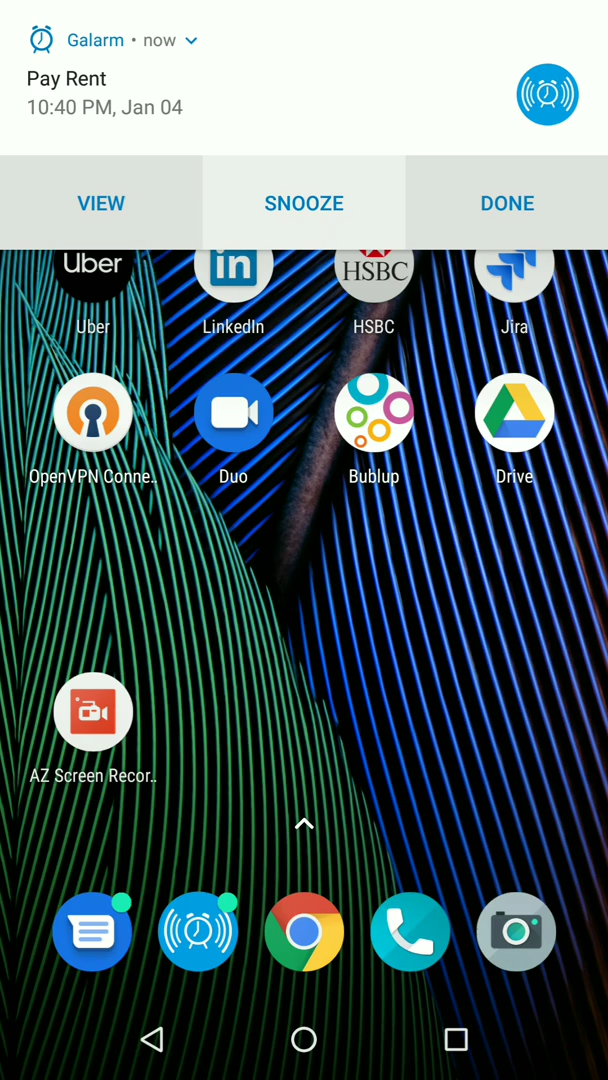 Galarm • now
Pay Rent
10:40 PM, Jan 04
VIEW SNOOZE DONE
Uber in HSBC
Uber LinkedIn HSBC Jira
OpenVPN Conne.. Duo Bublup Drive
AZ Screen Recor..